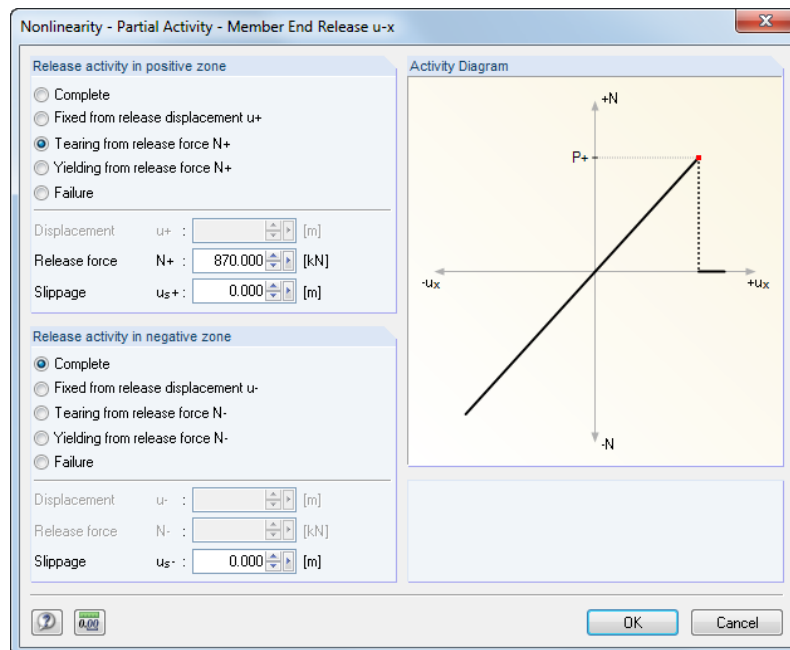 Nonlinearity - Partial Activity - Member End Release u-x
Release activity in positive zone
Complete
Fixed from release displacement u+
Tearing from release force N+
Yielding from release force N+
Failure
Displacement u+ : [m]
Release force N+ : 870.000 [kN]
Slippage us+ : 0.000 [m]
Release activity in negative zone
Complete
Fixed from release displacement u-
Tearing from release force N-
Yielding from release force N-
Failure
Displacement u- : [m]
Release force N- : [kN]
Slippage us- : 0.000 [m]
Activity Diagram
+N
P+
-ux
+ux
-N
0.00
OK Cancel